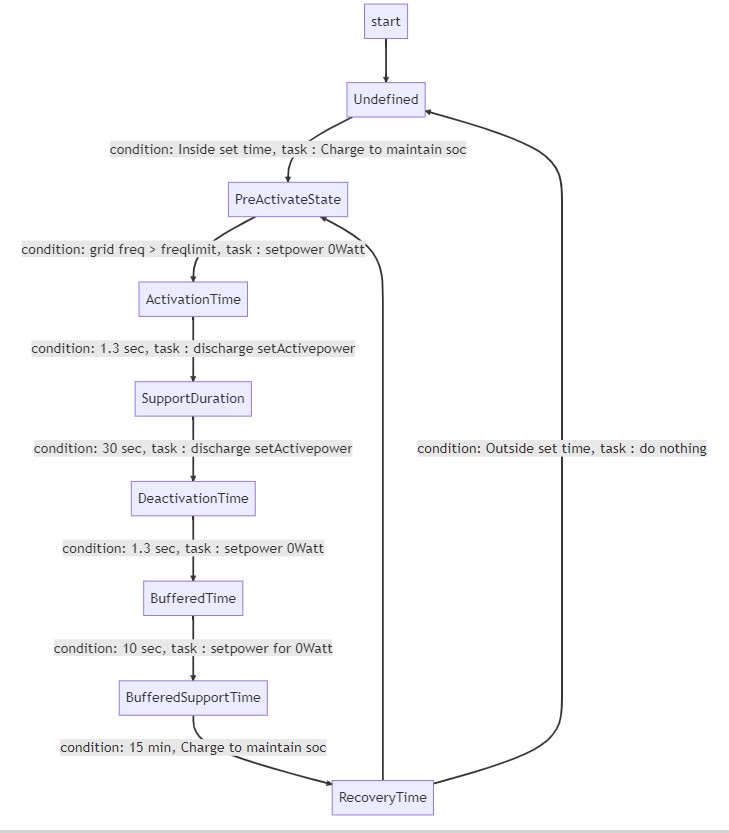 start
Undefined
condition: Inside set time, task : Charge to maintain soc
PreActivateState
condition: grid freq > freqlimit, task : setpower 0Watt
ActivationTime
condition: 1.3 sec, task : discharge setActivepower
SupportDuration
condition: 30 sec, task : discharge setActivepower
condition: Outside set time, task : do nothing
DeactivationTime
condition: 1.3 sec, task : setpower 0Watt
BufferedTime
condition: 10 sec, task : setpower for 0Watt
BufferedSupportTime
condition: 15 min, Charge to maintain soc
RecoveryTime